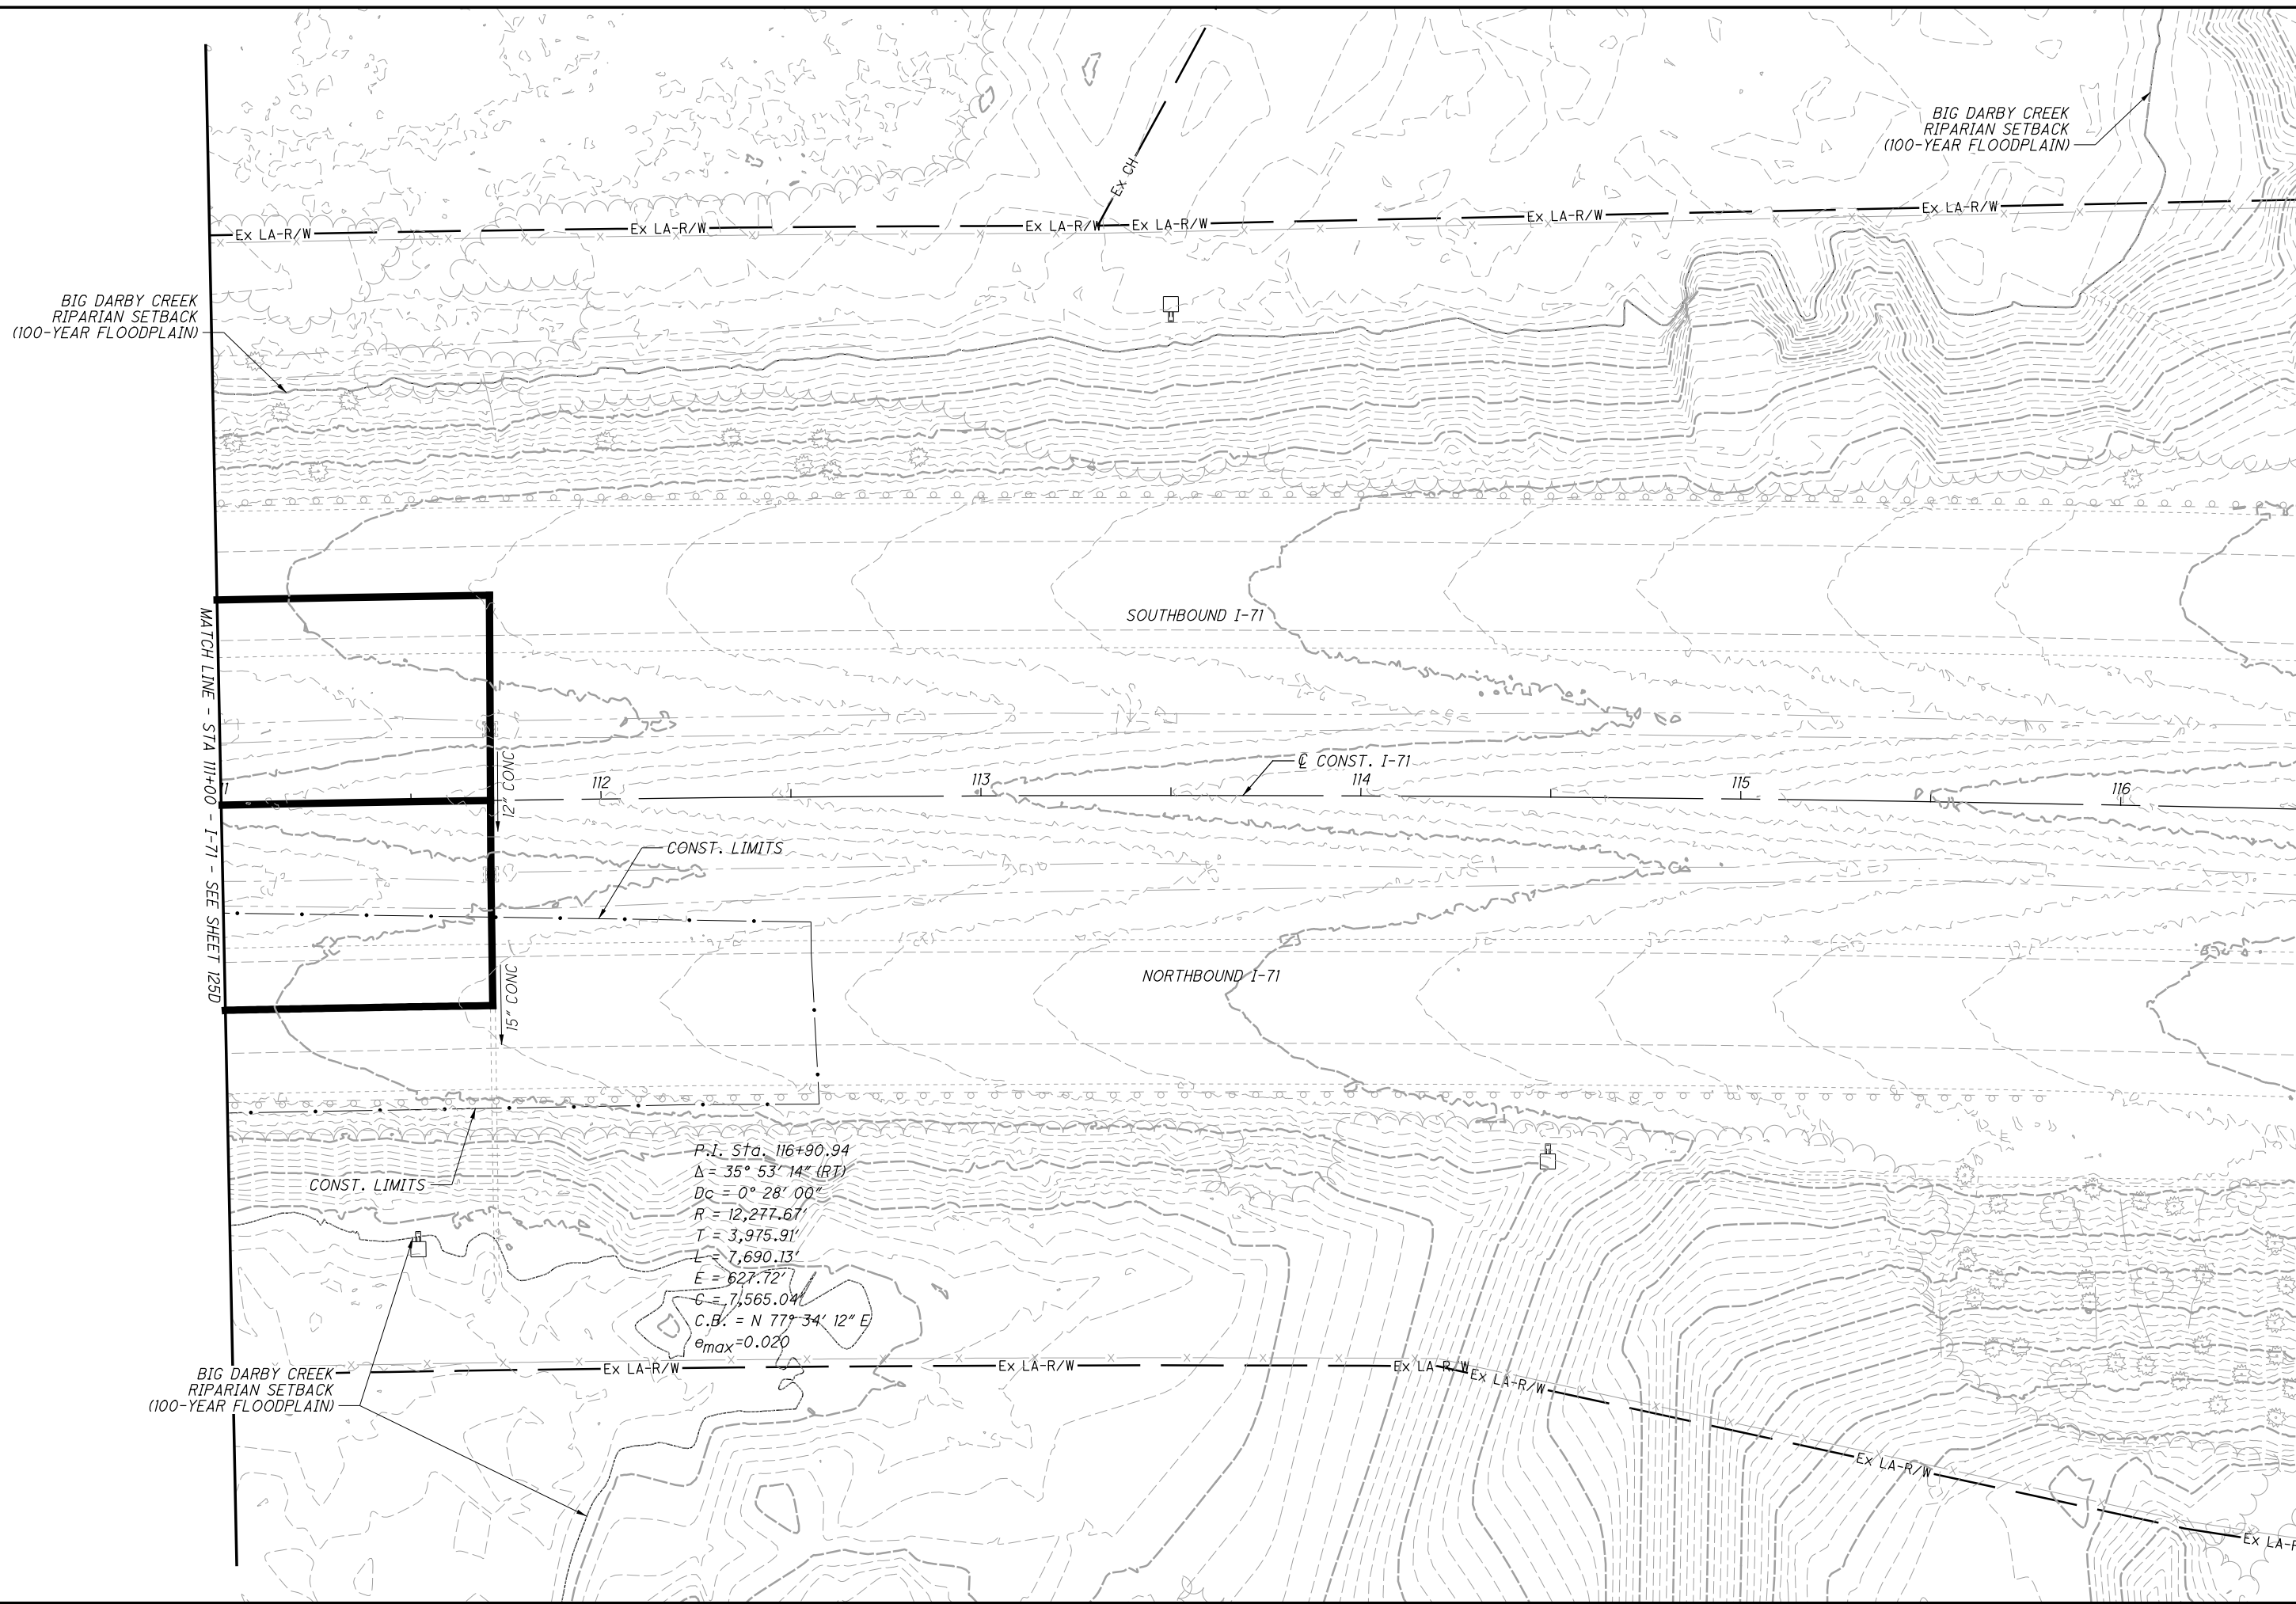 BIG DARBY CREEK
RIPARIAN SETBACK
(100-YEAR FLOODPLAIN)
Ex CH
Ex LA-R/W
Ex LA-R/W
Ex LA-R/W
Ex LA-R/W
Ex LA-R/W
Ex LA-R/W
BIG DARBY CREEK
RIPARIAN SETBACK
(100-YEAR FLOODPLAIN)
SOUTHBOUND I-71
MATCH LINE - STA 111+00 - I-71 - SEE SHEET 125D
12" CONC
℄ CONST. I-71
112
113
114
115
116
CONST. LIMITS
15" CONC
NORTHBOUND I-71
CONST. LIMITS
P.I. Sta. 116+90.94
Δ = 35° 53' 14" (RT)
Dc = 0° 28' 00"
R = 12,277.67'
T = 3,975.91'
L = 7,690.13'
E = 627.72'
C = 7,565.04'
C.B. = N 77° 34' 12" E
emax=0.020
Ex LA-R/W
Ex LA-R/W
Ex LA-R/W
Ex LA-R/W
Ex LA-R/W
BIG DARBY CREEK
RIPARIAN SETBACK
(100-YEAR FLOODPLAIN)